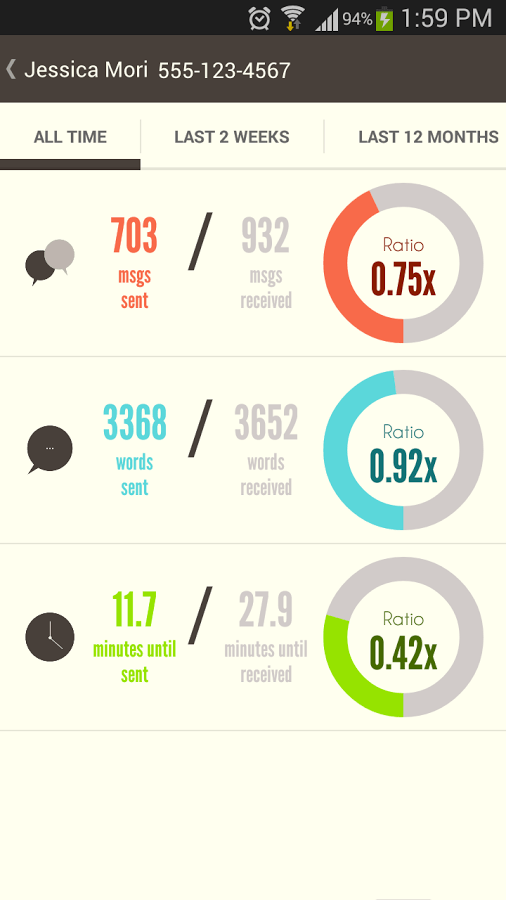 94% 1:59 PM
Jessica Mori 555-123-4567
ALL TIME LAST 2 WEEKS LAST 12 MONTHS
703 / 932
msgs msgs
sent received
Ratio
0.75x
3368 / 3652
words words
sent received
Ratio
0.92x
11.7 / 27.9
minutes until minutes until
sent received
Ratio
0.42x